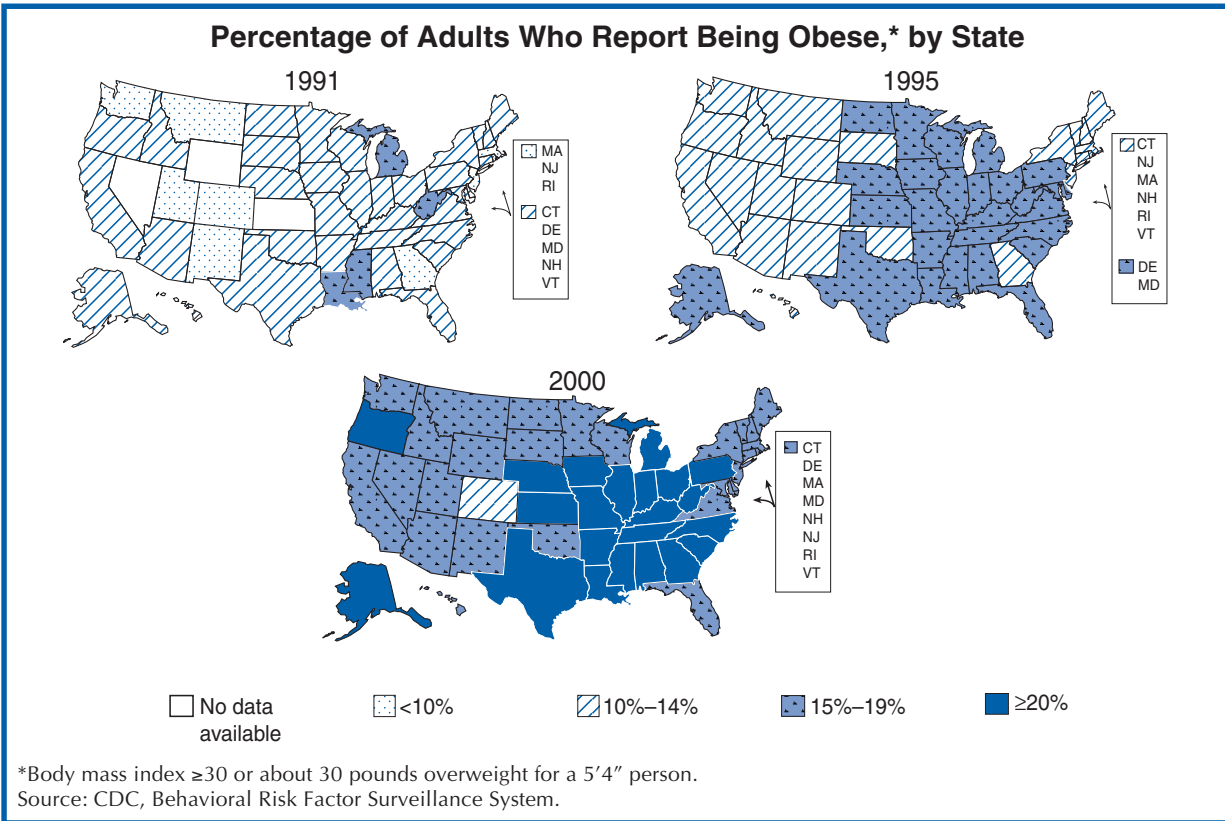 Percentage of Adults Who Report Being Obese,* by State
1991
MA
NJ
RI
CT
DE
MD
NH
VT
1995
CT
NJ
MA
NH
RI
VT
DE
MD
2000
CT
DE
MA
MD
NH
NJ
RI
VT
No data
available
<10%
10%–14%
15%–19%
≥20%
*Body mass index ≥30 or about 30 pounds overweight for a 5’4” person.
Source: CDC, Behavioral Risk Factor Surveillance System.